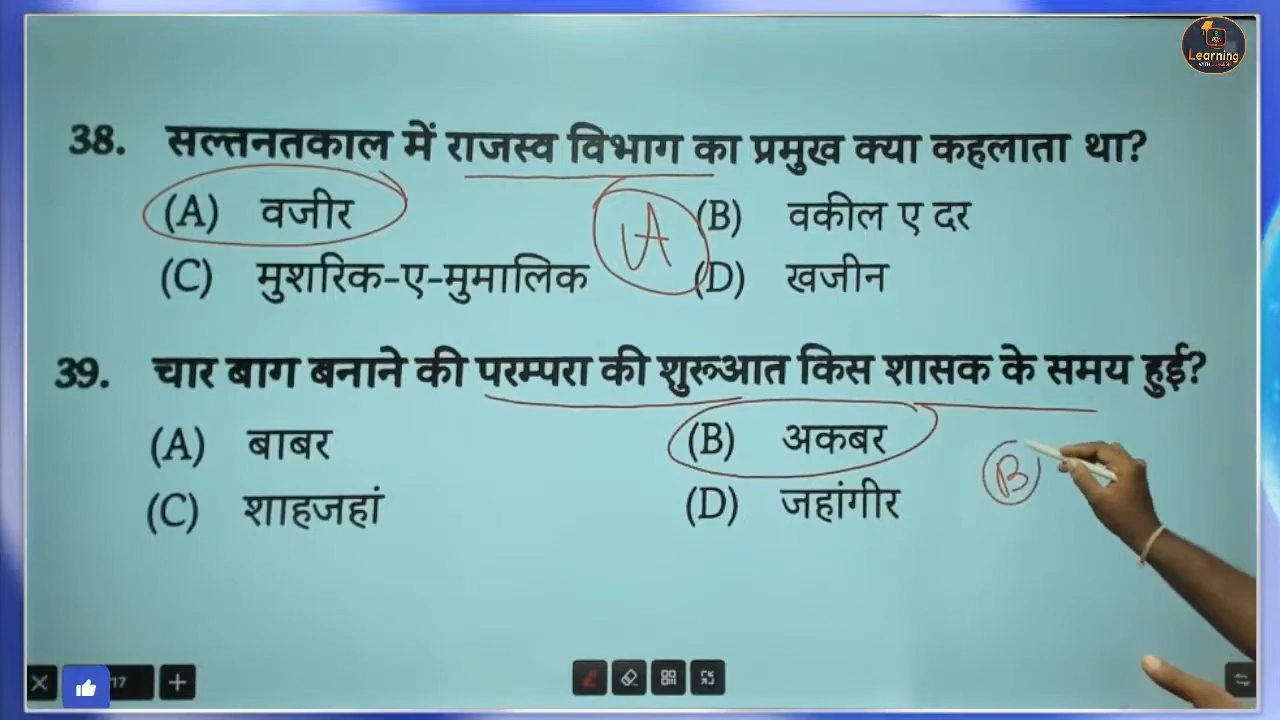 Learning
38. सल्तनतकाल में राजस्व विभाग का प्रमुख क्या कहलाता था?
(A) वजीर (B) वकील ए दर
A
(C) मुशरिक-ए-मुमालिक (D) खजीन
39. चार बाग बनाने की परम्परा की शुरूआत किस शासक के समय हुई?
(A) बाबर (B) अकबर
B
(C) शाहजहां (D) जहांगीर
17